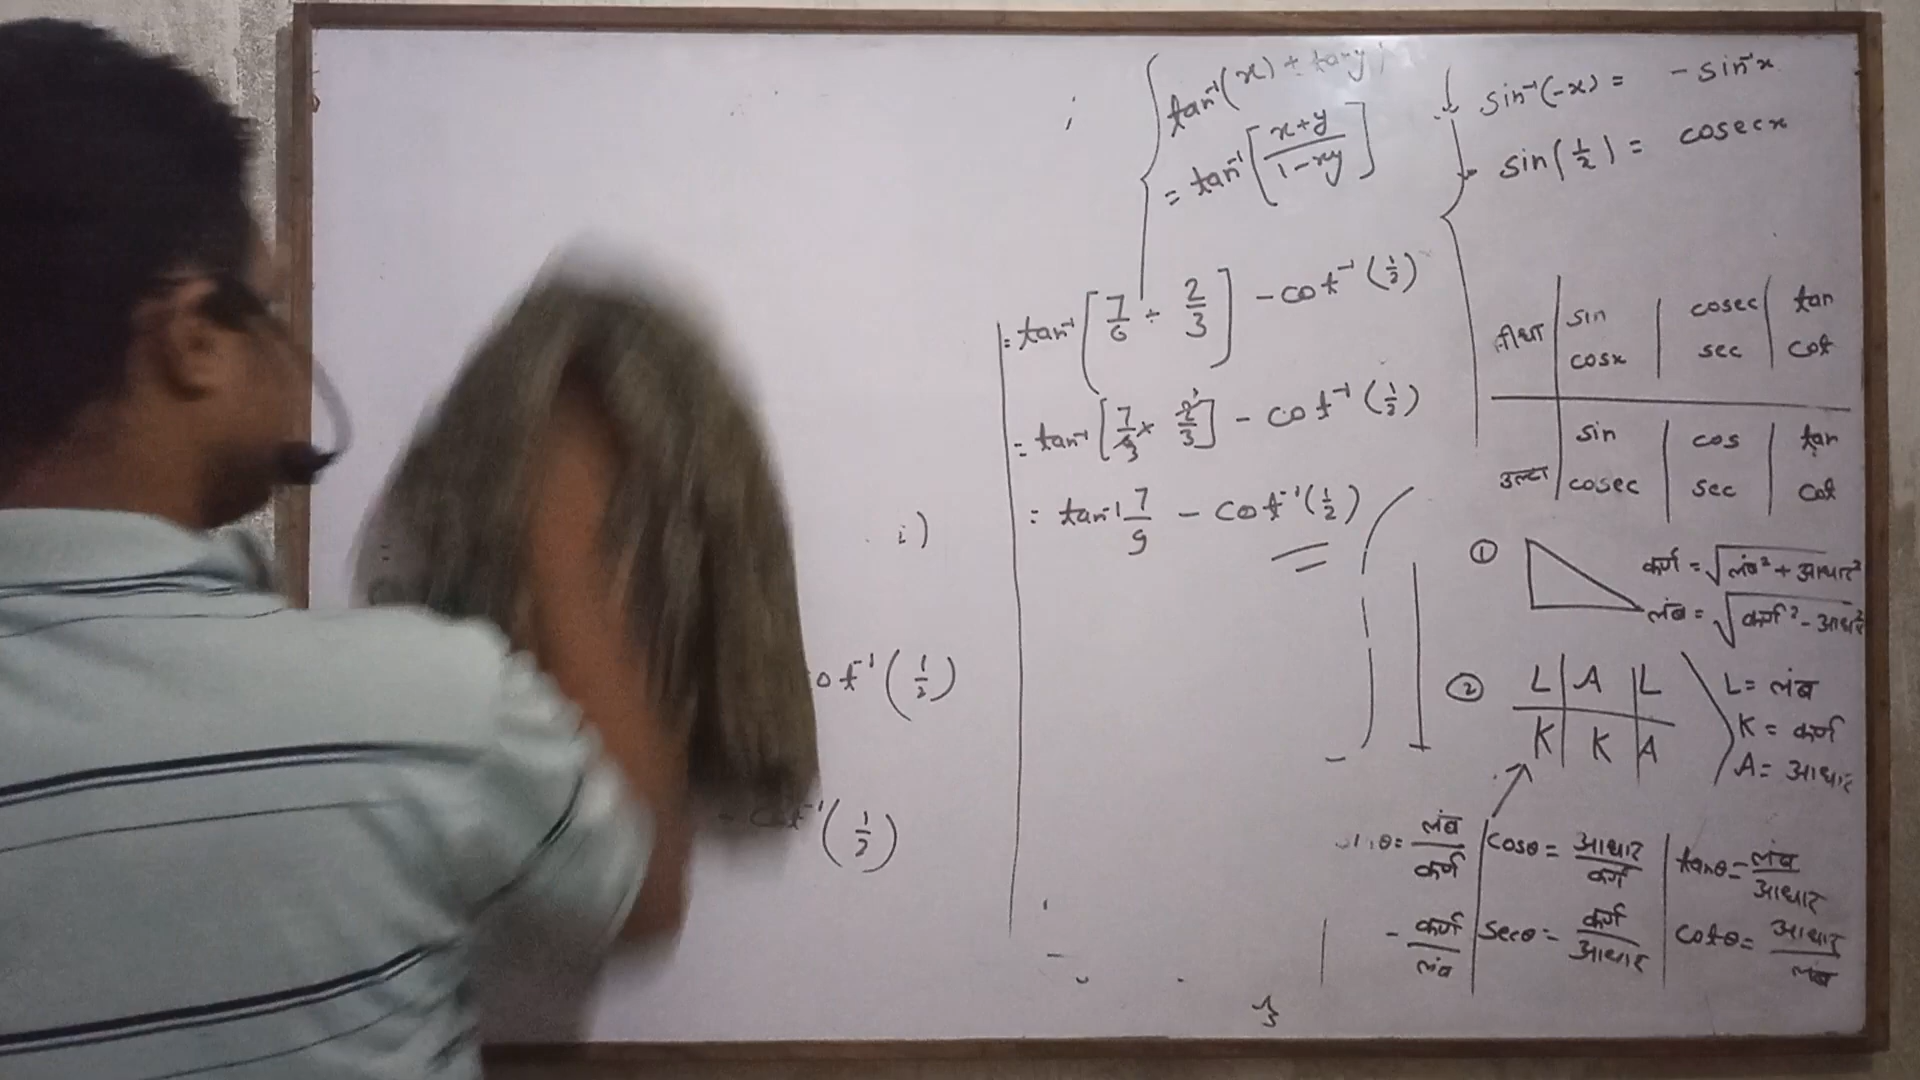 tan⁻¹(x) + tan⁻¹y
= tan⁻¹[(x+y)/(1-xy)]
sin⁻¹(-x) = - sin⁻¹x
sin(1/x) = cosecx
= tan⁻¹[7/6 ÷ 2/3] - cot⁻¹(1/2)
= tan⁻¹[7/3 × 2/3] - cot⁻¹(1/2)
= tan⁻¹ 7/9 - cot⁻¹(1/2)
i)
ot⁻¹(1/2)
- cot⁻¹(1/2)
sin | cosec | tan
cosx | sec | cot
उल्टा
sin | cos | tan
cosec | sec | cot
① कर्ण = √लंब² + आधार²
लंब = √कर्ण² - आधार²
② L | A | L
K | K | A
L = लंब
K = कर्ण
A = आधार
θ = लंब/कर्ण | cosθ = आधार/कर्ण | tanθ = लंब/आधार
- कर्ण/लंब | secθ = कर्ण/आधार | cotθ = आधार/लंब